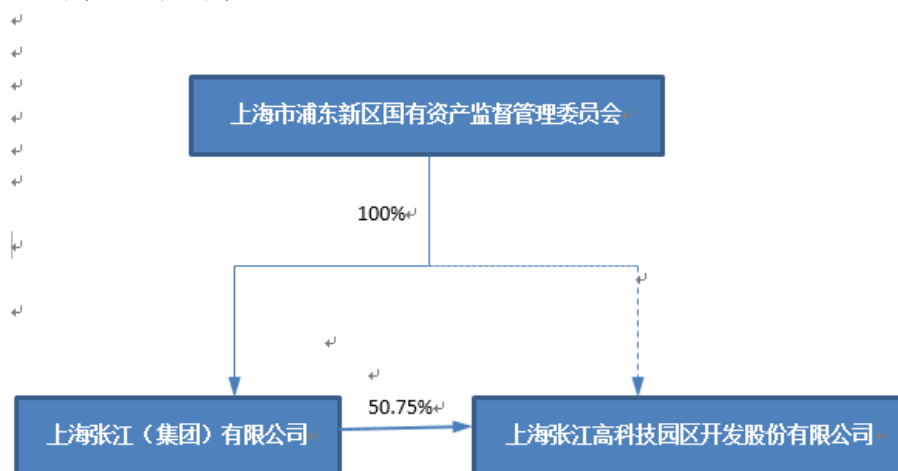 上海市浦东新区国有资产监督管理委员会
100%
50.75%
上海张江（集团）有限公司
上海张江高科技园区开发股份有限公司